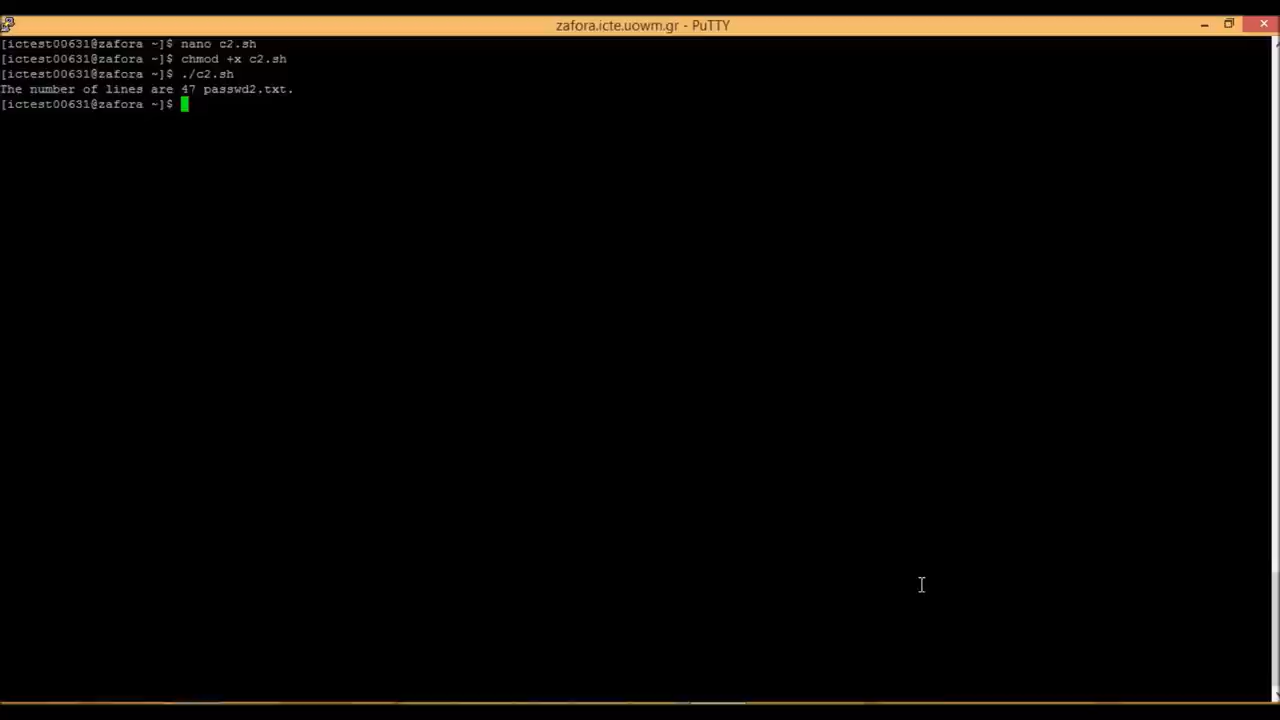 zafora.icte.uowm.gr - PuTTY
[ictest00631@zafora ~]$ nano c2.sh
[ictest00631@zafora ~]$ chmod +x c2.sh
[ictest00631@zafora ~]$ ./c2.sh
The number of lines are 47 passwd2.txt.
[ictest00631@zafora ~]$